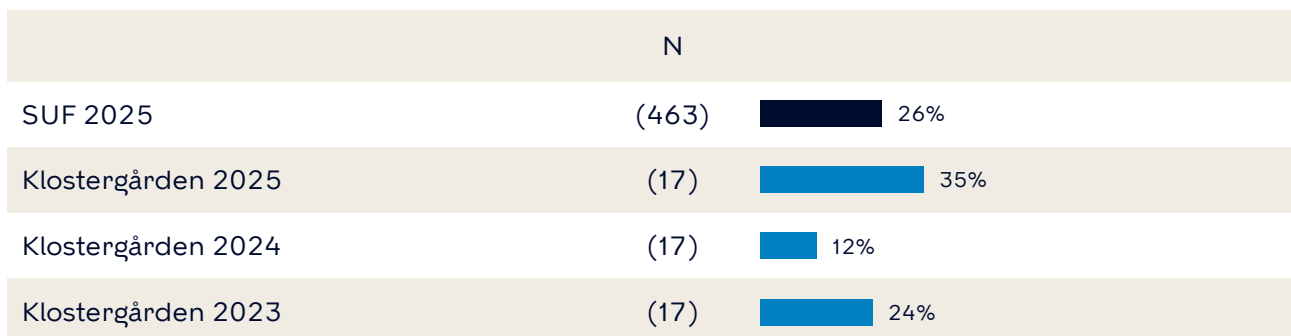 N
SUF 2025 (463) 26%
Klostergården 2025 (17) 35%
Klostergården 2024 (17) 12%
Klostergården 2023 (17) 24%